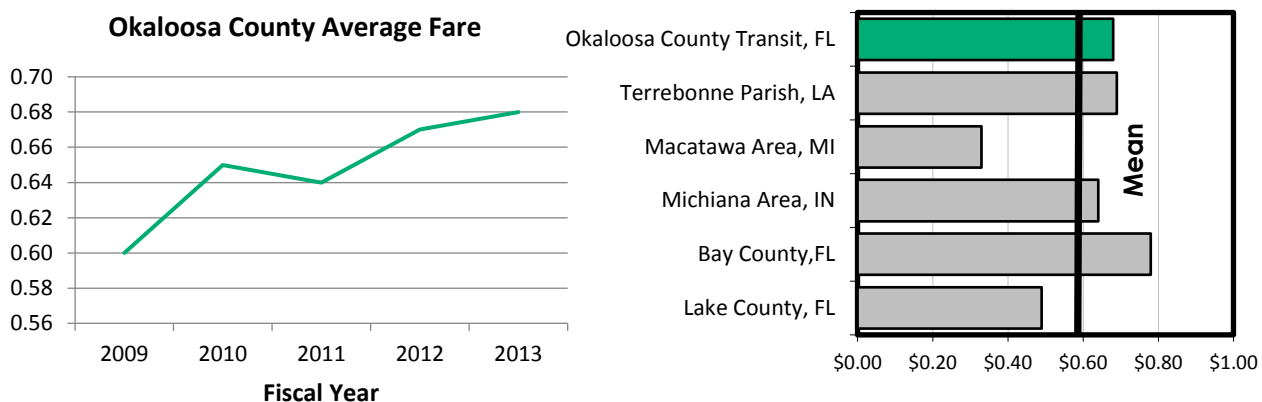 Okaloosa County Average Fare
0.70
0.68
0.66
0.64
0.62
0.60
0.58
0.56
2009 2010 2011 2012 2013
Fiscal Year
Okaloosa County Transit, FL
Terrebonne Parish, LA
Macatawa Area, MI
Michiana Area, IN
Bay County,FL
Lake County, FL
Mean
$0.00 $0.20 $0.40 $0.60 $0.80 $1.00